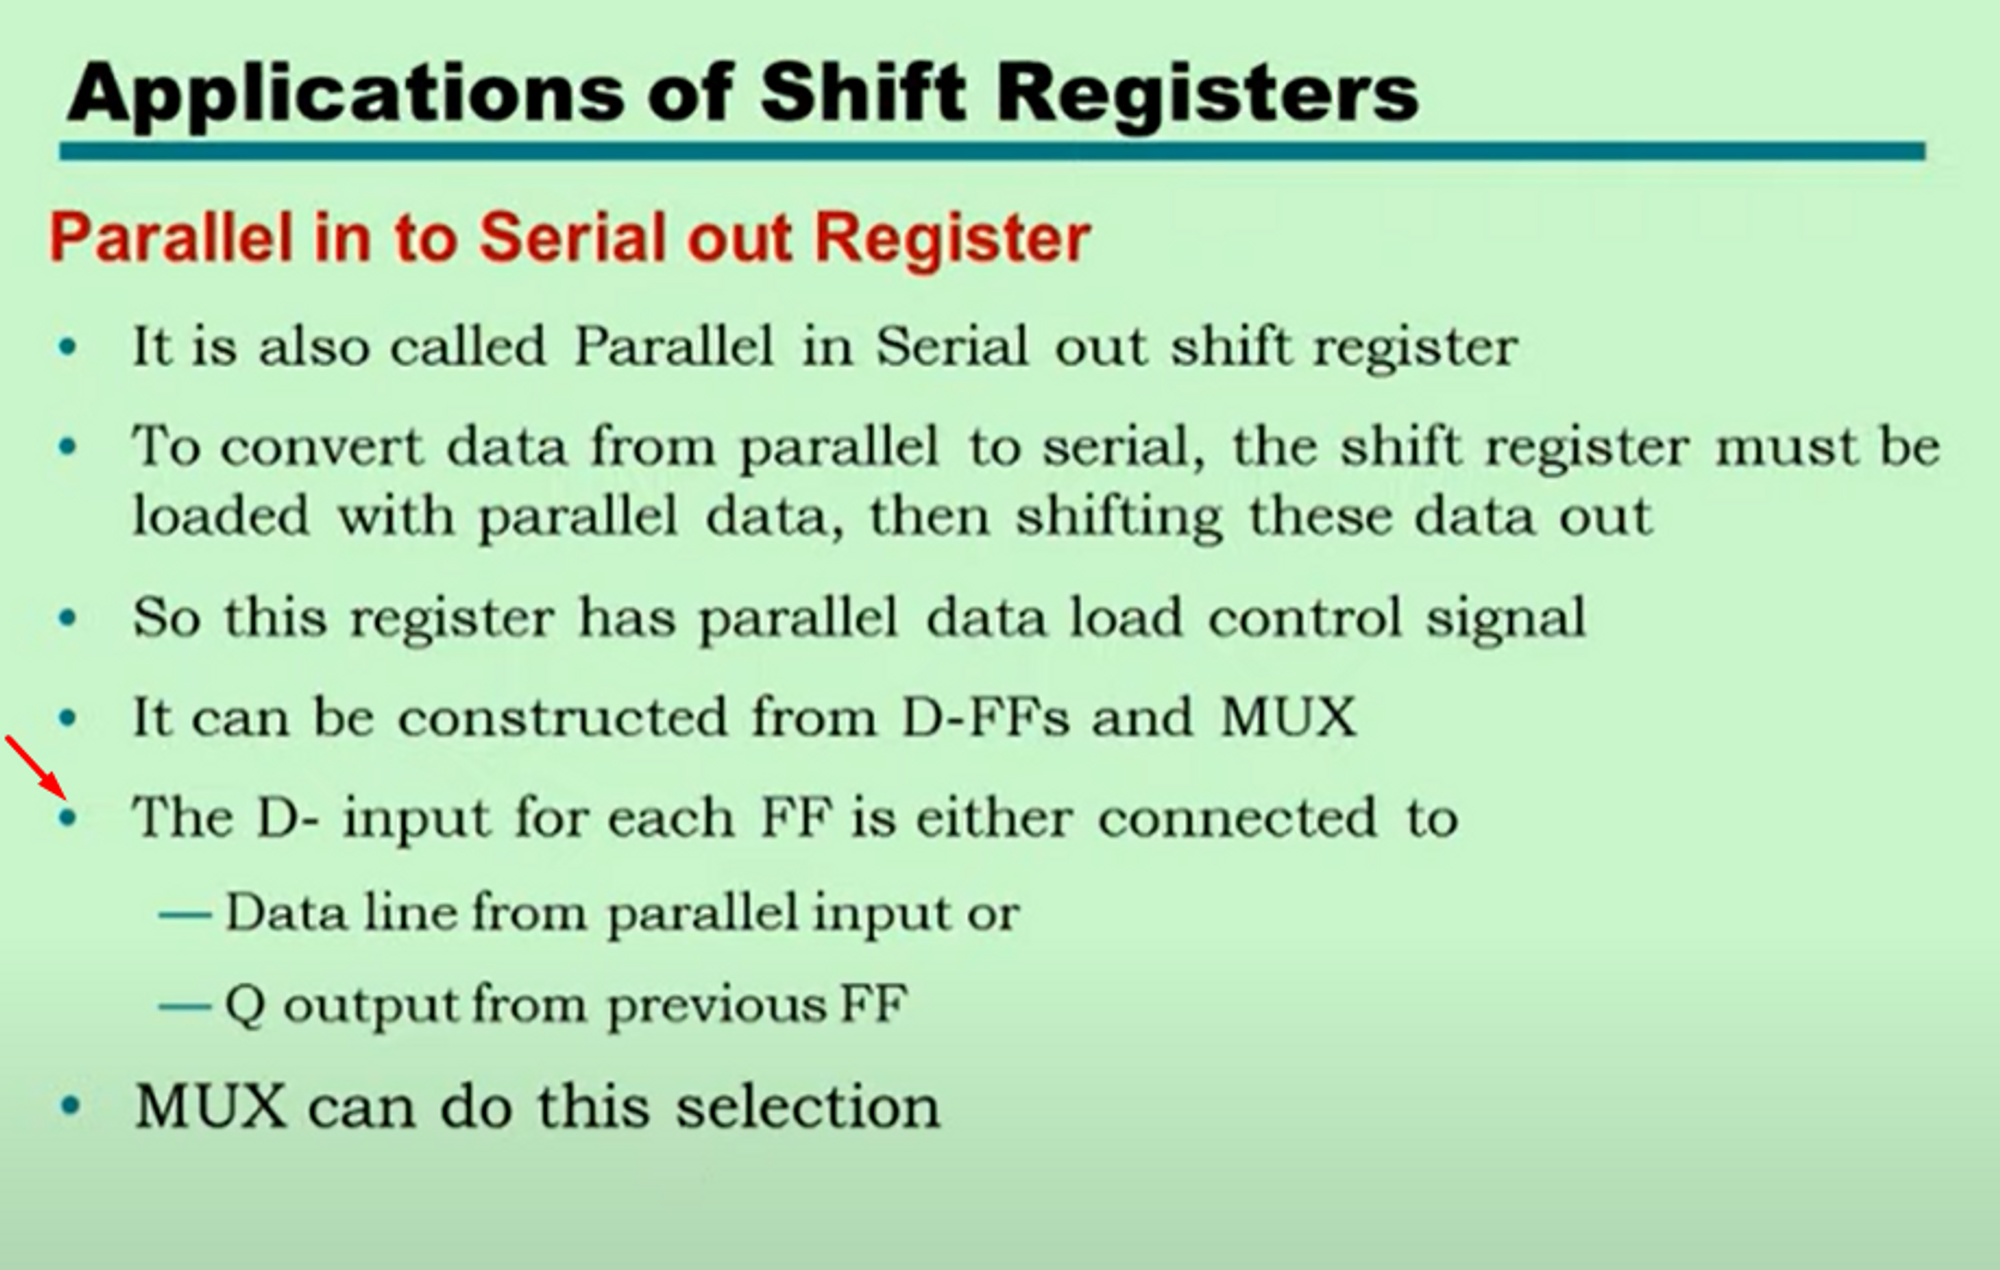 Applications of Shift Registers
Parallel in to Serial out Register
• It is also called Parallel in Serial out shift register
• To convert data from parallel to serial, the shift register must be
loaded with parallel data, then shifting these data out
• So this register has parallel data load control signal
• It can be constructed from D-FFs and MUX
• The D- input for each FF is either connected to
— Data line from parallel input or
— Q output from previous FF
• MUX can do this selection